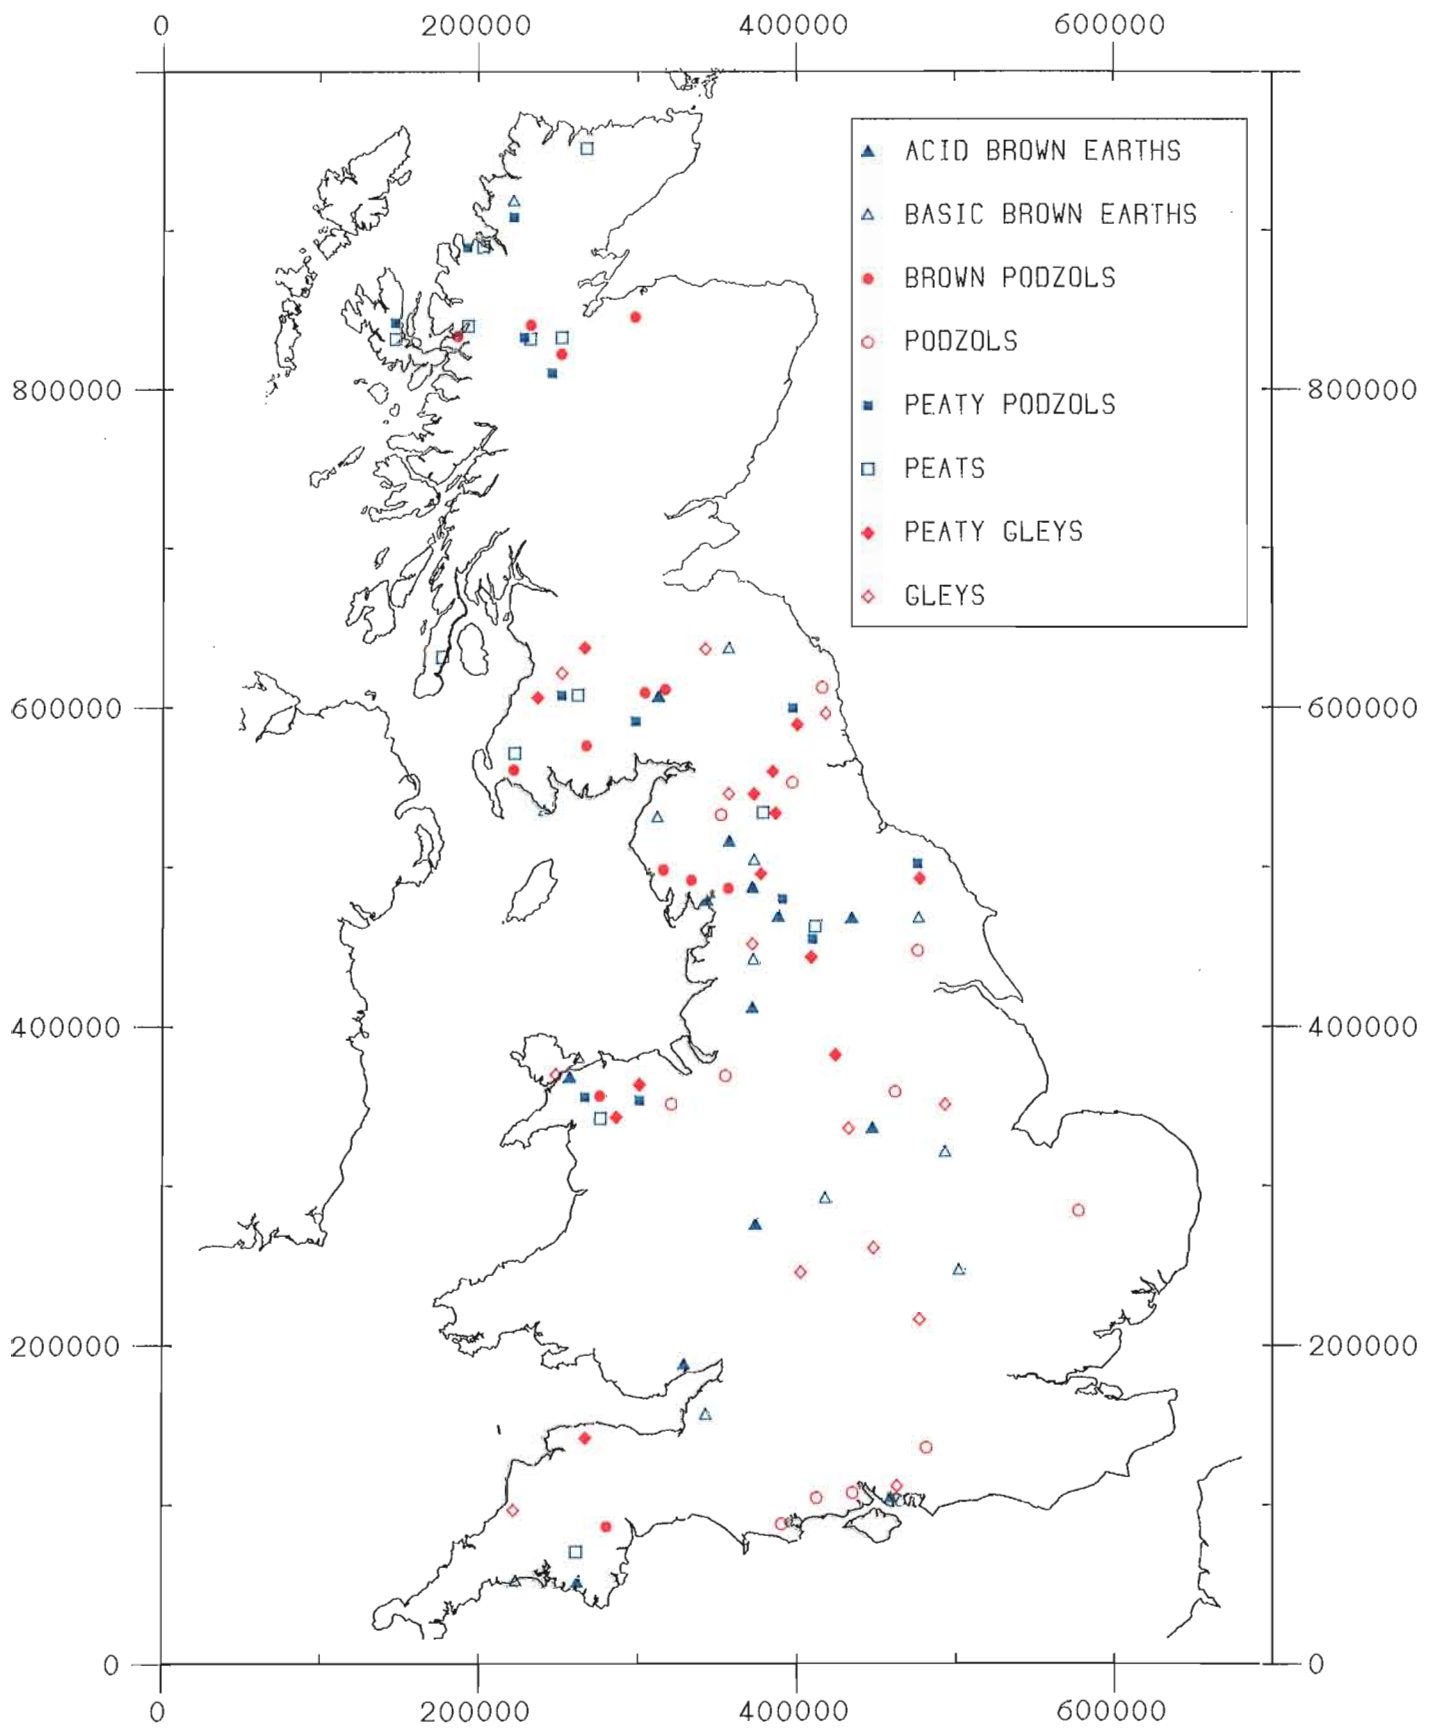 0 200000 400000 600000
ACID BROWN EARTHS
BASIC BROWN EARTHS
BROWN PODZOLS
PODZOLS
800000 PEATY PODZOLS 800000
PEATS
PEATY GLEYS
GLEYS
600000 600000
400000 400000
200000 200000
0 0
0 200000 400000 600000